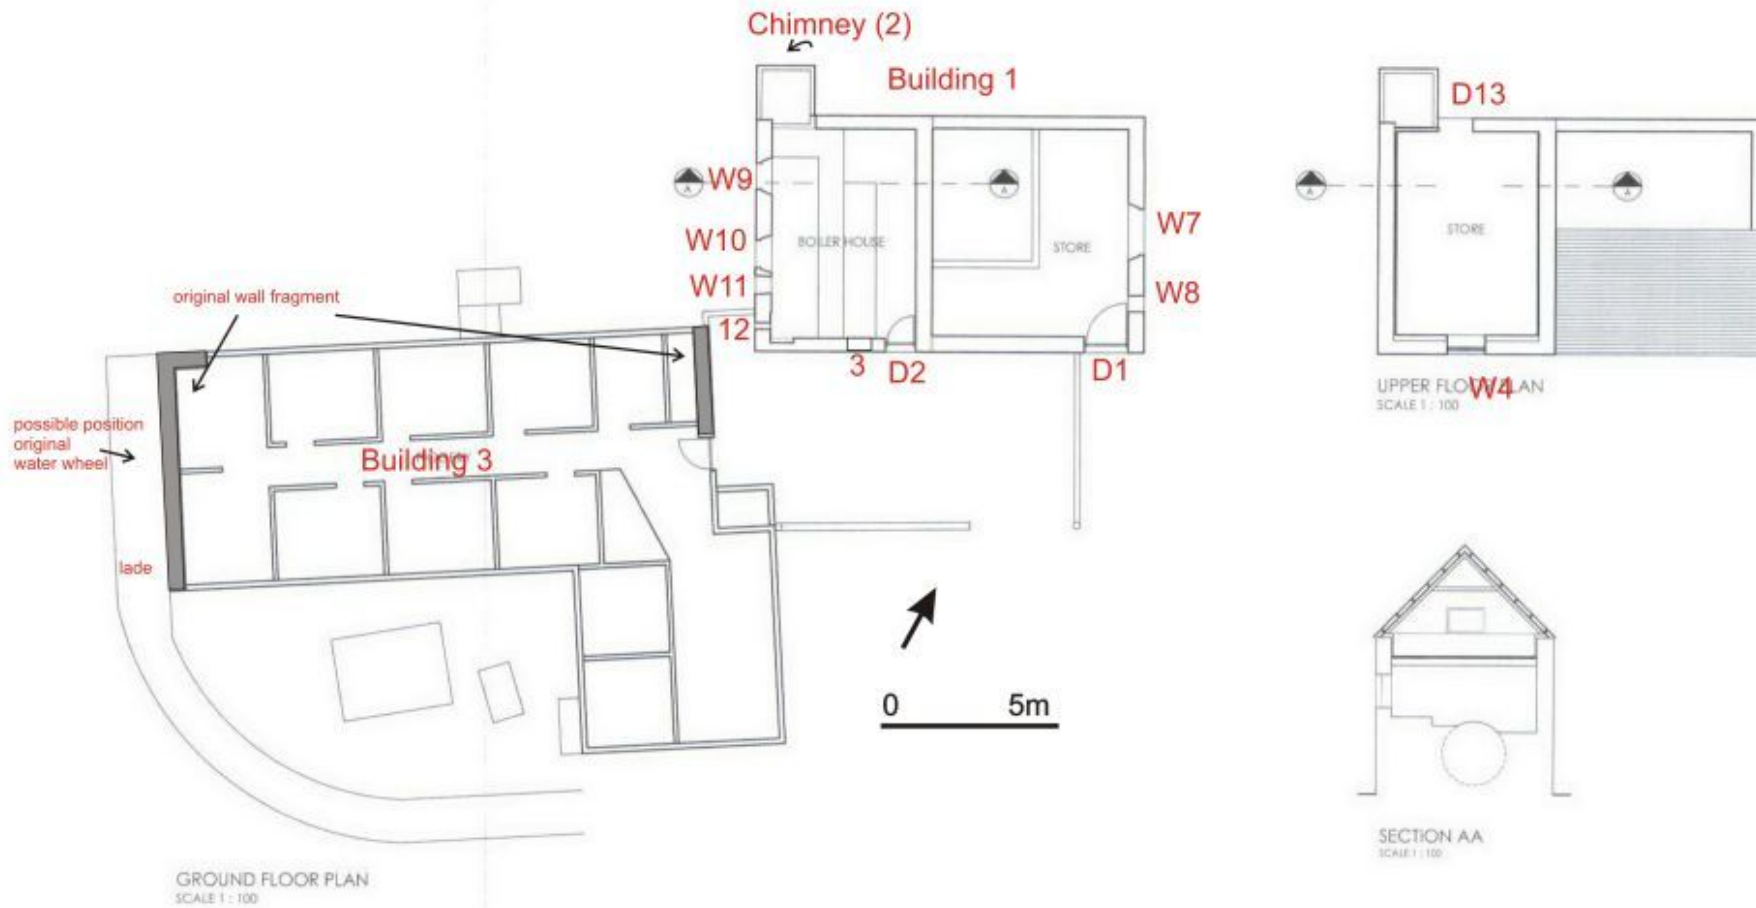 Chimney (2)
Building 1
D13
A
W9
A
W7
W10
BOILER HOUSE
STORE
W11
W8
12
3
D2
D1
A
A
STORE
UPPER FLOOR PLAN
W4
SCALE 1 : 100
original wall fragment
possible position
original
water wheel
Building 3
lade
0 5m
GROUND FLOOR PLAN
SCALE 1 : 100
SECTION AA
SCALE 1 : 100